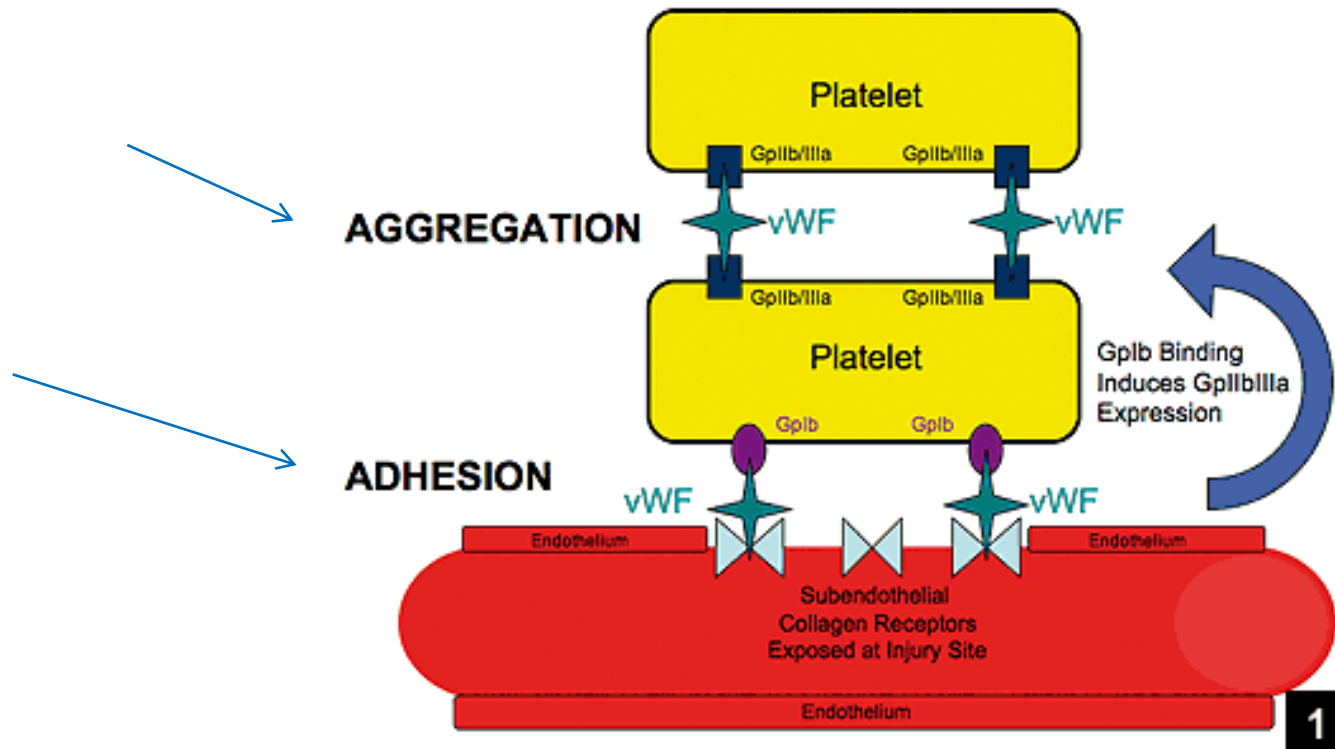 Platelet
GpIIb/IIIa GpIIb/IIIa
AGGREGATION
vWF vWF
GpIIb/IIIa GpIIb/IIIa
Platelet
GpIb Binding
Induces GpIIbIIIa
Expression
GpIb GpIb
ADHESION
vWF vWF
Endothelium Endothelium
Subendothelial
Collagen Receptors
Exposed at Injury Site
Endothelium
1